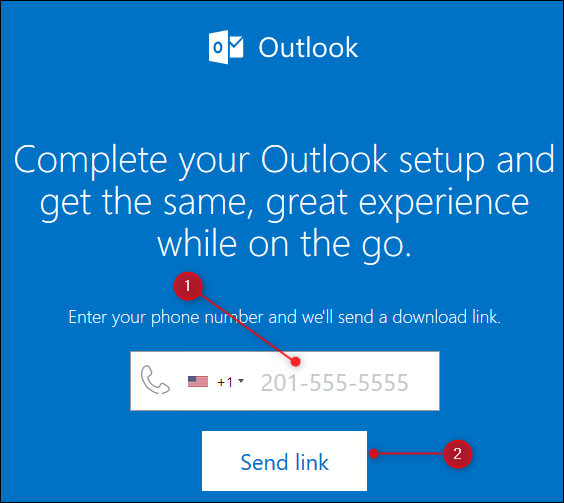 Outlook
Complete your Outlook setup and
get the same, great experience
while on the go.
1
Enter your phone number and we'll send a download link.
+1 201-555-5555
Send link
2